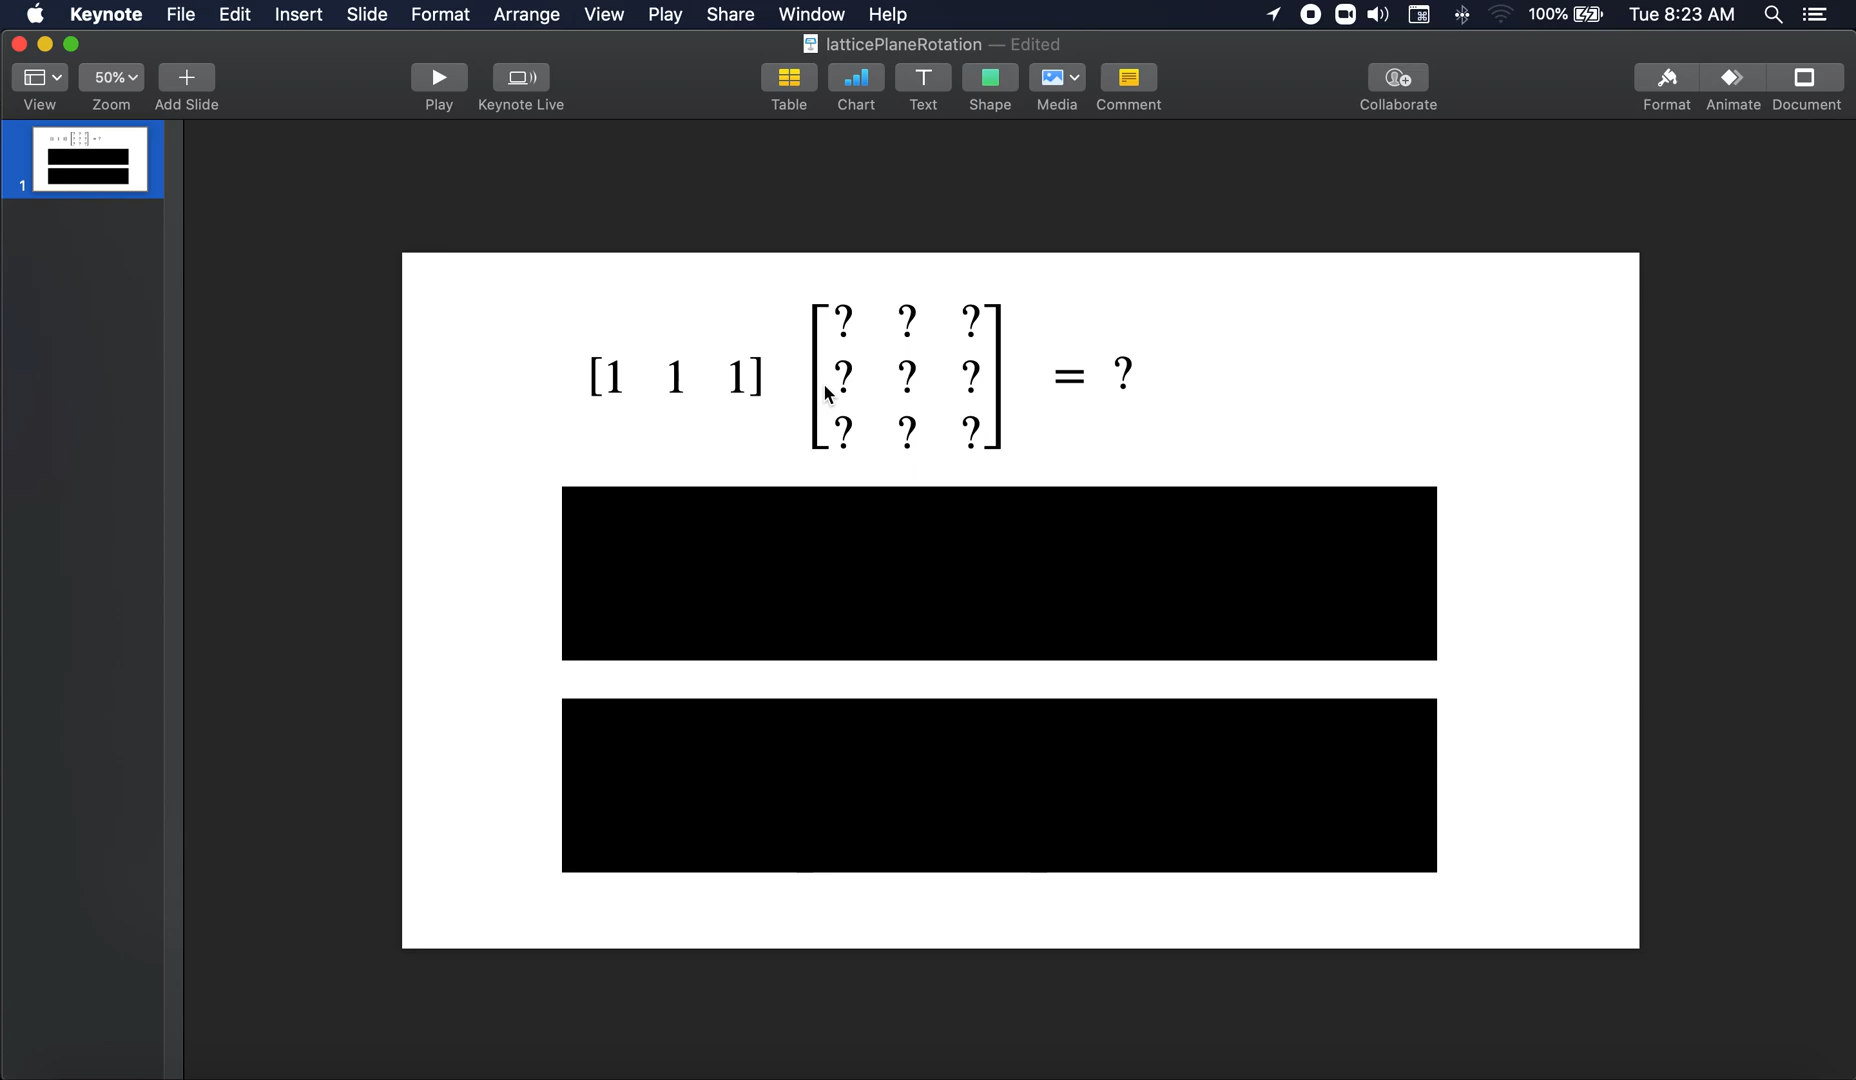 Keynote File Edit Insert Slide Format Arrange View Play Share Window Help 100% Tue 8:23 AM
latticePlaneRotation — Edited
50%
View Zoom Add Slide Play Keynote Live Table Chart Text Shape Media Comment Collaborate Format Animate Document
1
? ? ?
[1 1 1] [? ? ?] = ?
? ? ?